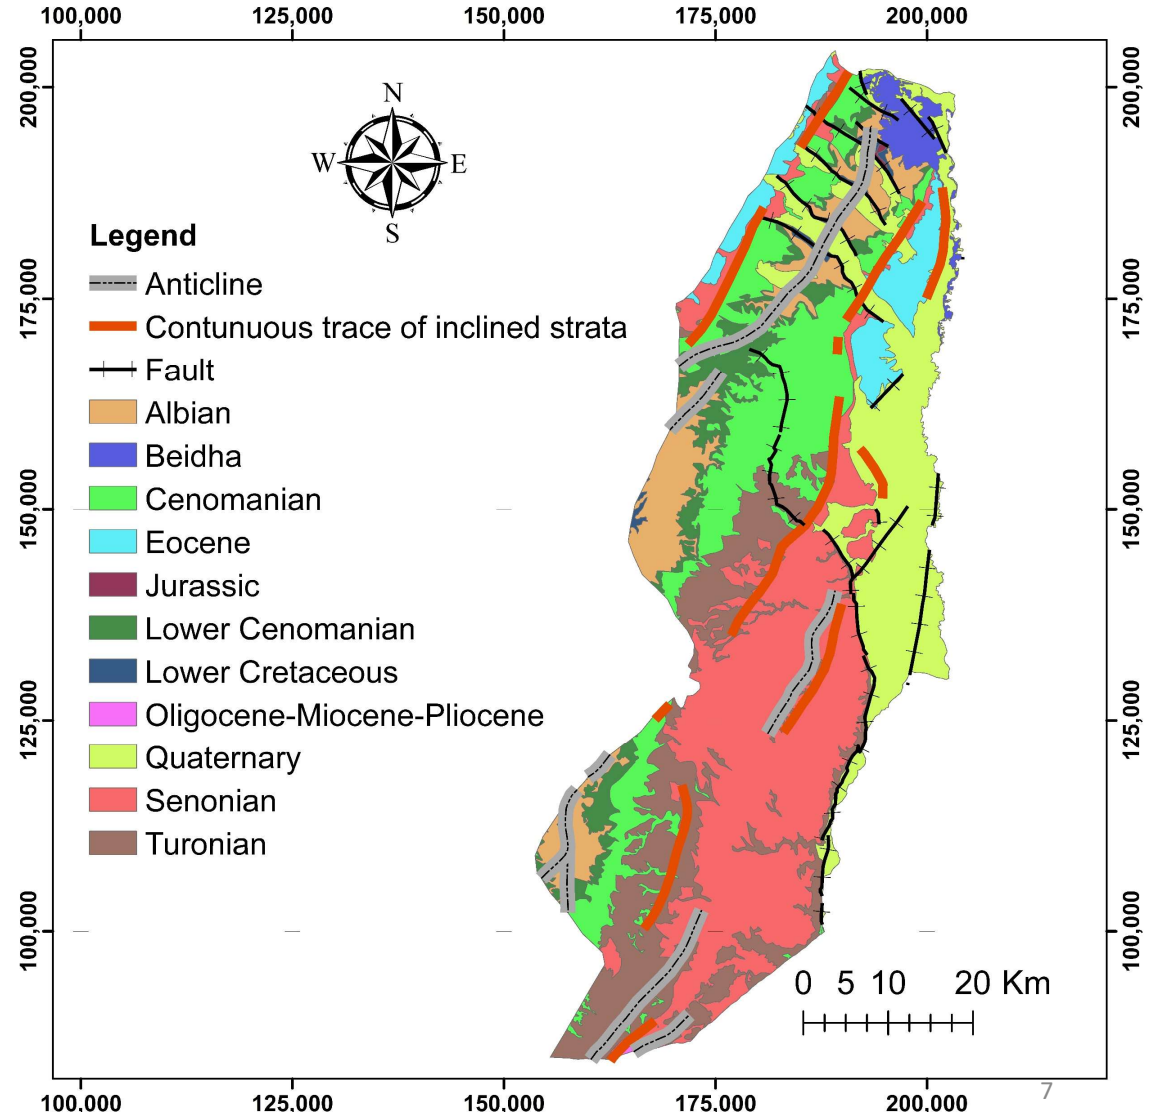 100,000 125,000 150,000 175,000 200,000
200,000 200,000
N
W E
S
Legend
Anticline
175,000 175,000
Contunuous trace of inclined strata
Fault
Albian
Beidha
Cenomanian
150,000 150,000
Eocene
Jurassic
Lower Cenomanian
Lower Cretaceous
Oligocene-Miocene-Pliocene
125,000 125,000
Quaternary
Senonian
Turonian
100,000 100,000
0 5 10 20 Km
7
100,000 125,000 150,000 175,000 200,000